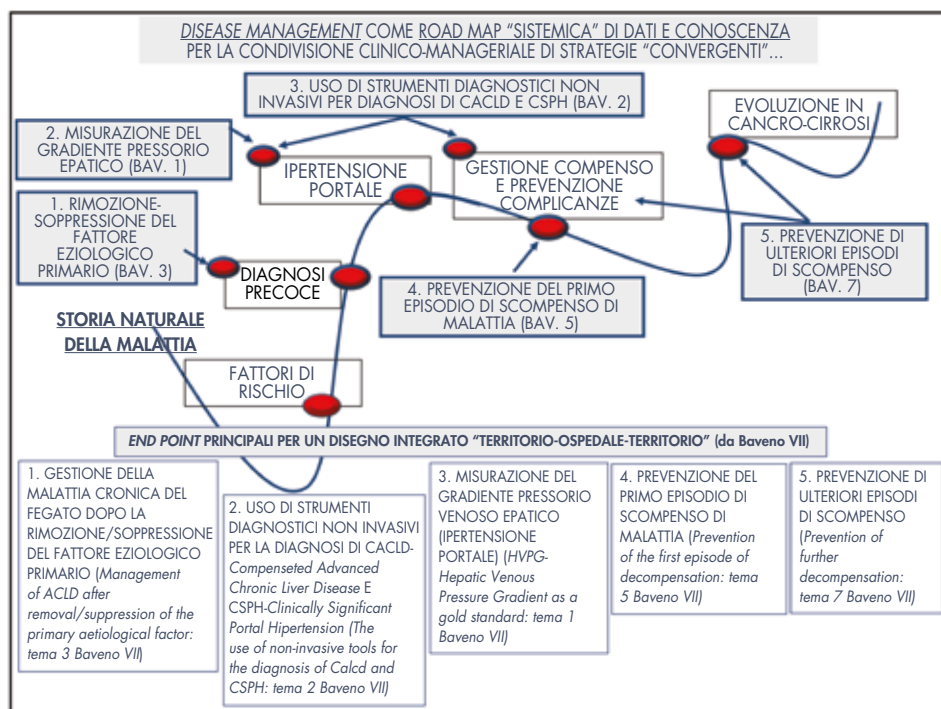 DISEASE MANAGEMENT COME ROAD MAP “SISTEMICA” DI DATI E CONOSCENZA
PER LA CONDIVISIONE CLINICO-MANAGERIALE DI STRATEGIE “CONVERGENTI”...
3. USO DI STRUMENTI DIAGNOSTICI NON
INVASIVI PER DIAGNOSI DI CACLD E CSPH (BAV. 2)
EVOLUZIONE IN
CANCRO-CIRROSI
2. MISURAZIONE DEL
GRADIENTE PRESSORIO
EPATICO (BAV. 1)
IPERTENSIONE
PORTALE
GESTIONE COMPENSO
E PREVENZIONE
COMPLICANZE
1. RIMOZIONE-
SOPPRESSIONE DEL
FATTORE
EZIOLOGICO
PRIMARIO (BAV. 3)
DIAGNOSI
PRECOCE
4. PREVENZIONE DEL PRIMO
EPISODIO DI SCOMPENSO DI
MALATTIA (BAV. 5)
5. PREVENZIONE DI
ULTERIORI EPISODI
DI SCOMPENSO
(BAV. 7)
STORIA NATURALE
DELLA MALATTIA
FATTORI DI
RISCHIO
END POINT PRINCIPALI PER UN DISEGNO INTEGRATO “TERRITORIO-OSPEDALE-TERRITORIO” (da Baveno VII)
1. GESTIONE DELLA
MALATTIA CRONICA DEL
FEGATO DOPO LA
RIMOZIONE/SOPPRESSIONE
DEL FATTORE EZIOLOGICO
PRIMARIO (Management
of ACLD after
removal/suppression of the
primary aetiological factor:
tema 3 Baveno VII)
2. USO DI STRUMENTI
DIAGNOSTICI NON INVASIVI
PER LA DIAGNOSI DI CACLD-
Compenseted Advanced
Chronic Liver Disease E
CSPH-Clinically Significant
Portal Hipertension (The
use of non-invasive tools for
the diagnosis of Calcd and
CSPH: tema 2 Baveno VII)
3. MISURAZIONE DEL
GRADIENTE PRESSORIO
VENOSO EPATICO
(IPERTENSIONE
PORTALE) (HVPG-
Hepatic Venous
Pressure Gradient as a
gold standard: tema 1
Baveno VII)
4. PREVENZIONE DEL
PRIMO EPISODIO DI
SCOMPENSO DI
MALATTIA (Prevention
of the first episode of
decompensation: tema
5 Baveno VII)
5. PREVENZIONE DI
ULTERIORI EPISODI
DI SCOMPENSO
(Prevention of
further
decompensation:
tema 7 Baveno VII)